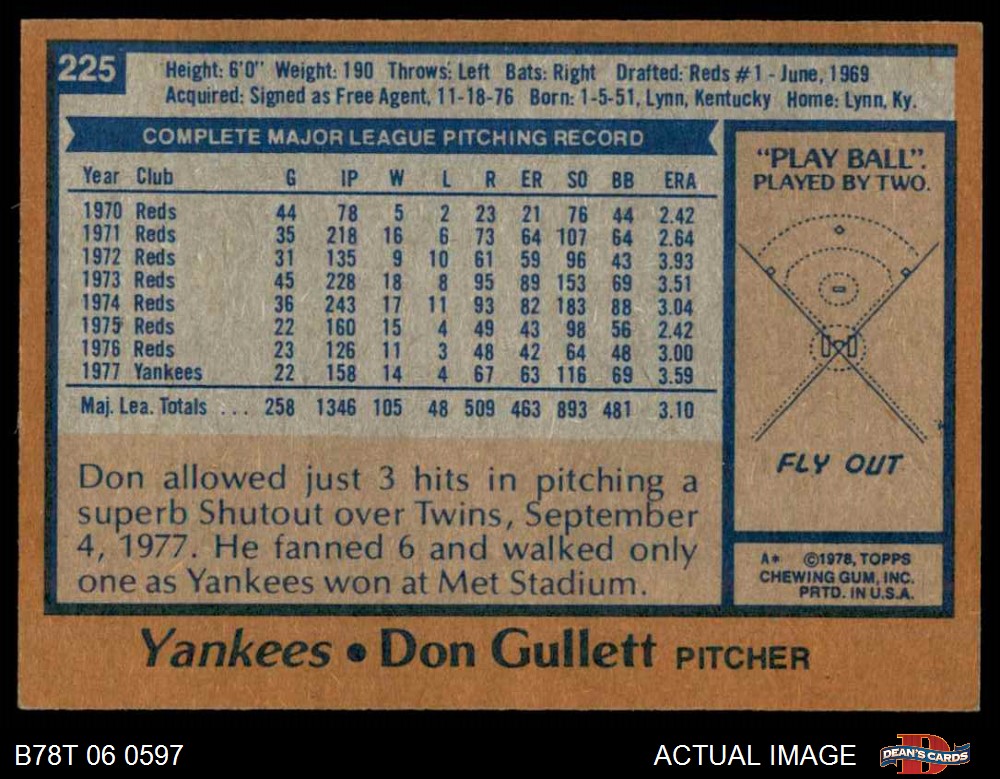 225
Height: 6'0" Weight: 190 Throws: Left Bats: Right Drafted: Reds #1 - June, 1969
Acquired: Signed as Free Agent, 11-18-76 Born: 1-5-51, Lynn, Kentucky Home: Lynn, Ky.
COMPLETE MAJOR LEAGUE PITCHING RECORD
Year Club G IP W L R ER SO BB ERA
1970 Reds 44 78 5 2 23 21 76 44 2.42
1971 Reds 35 218 16 6 73 64 107 64 2.64
1972 Reds 31 135 9 10 61 59 96 43 3.93
1973 Reds 45 228 18 8 95 89 153 69 3.51
1974 Reds 36 243 17 11 93 82 183 88 3.04
1975 Reds 22 160 15 4 49 43 98 56 2.42
1976 Reds 23 126 11 3 48 42 64 48 3.00
1977 Yankees 22 158 14 4 67 63 116 69 3.59
Maj. Lea. Totals ... 258 1346 105 48 509 463 893 481 3.10
Don allowed just 3 hits in pitching a
superb Shutout over Twins, September
4, 1977. He fanned 6 and walked only
one as Yankees won at Met Stadium.
"PLAY BALL".
PLAYED BY TWO.
FLY OUT
A* ©1978, TOPPS
CHEWING GUM, INC.
PRTD. IN U.S.A.
Yankees • Don Gullett PITCHER
B78T 06 0597
ACTUAL IMAGE
DEAN'S CARDS